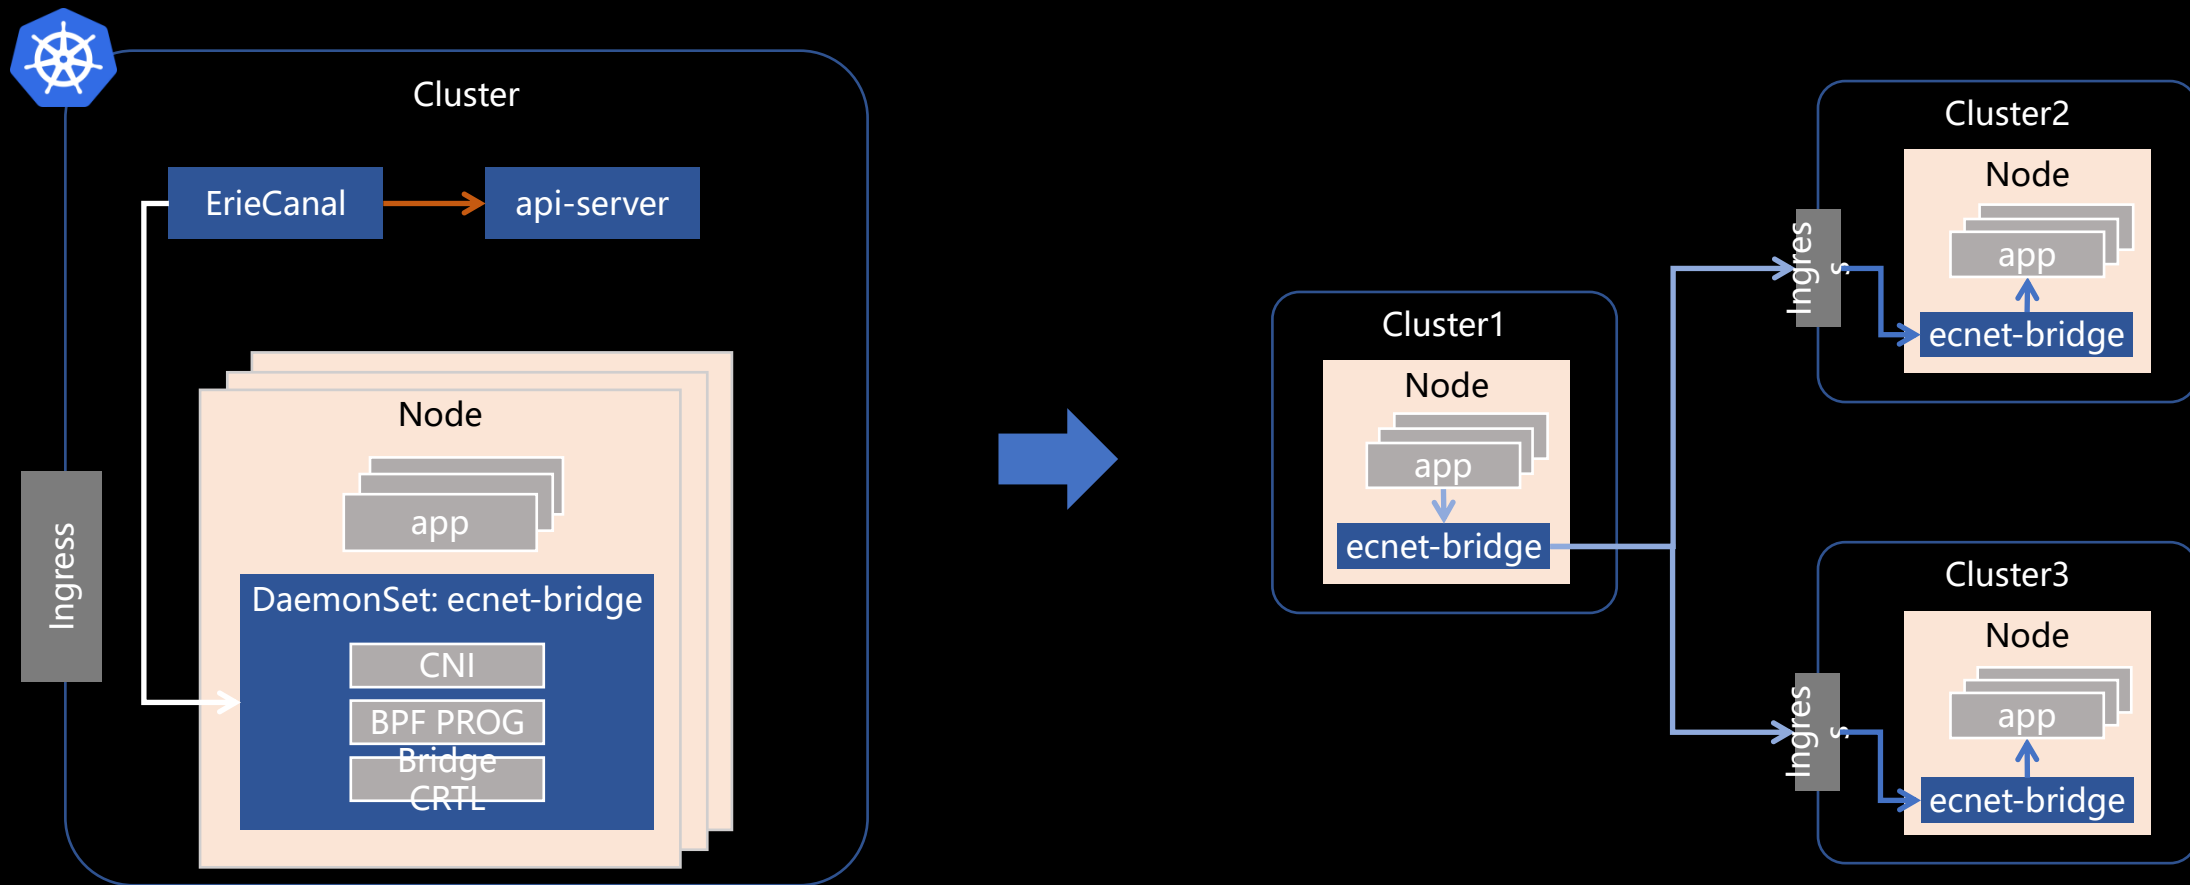 Cluster
ErieCanal
api-server
Node
app
Ingress
DaemonSet: ecnet-bridge
CNI
BPF PROG
Bridge
CRTL
Cluster1
Node
app
ecnet-bridge
Cluster2
Node
Ingres
s
app
ecnet-bridge
Cluster3
Node
Ingres
s
app
ecnet-bridge